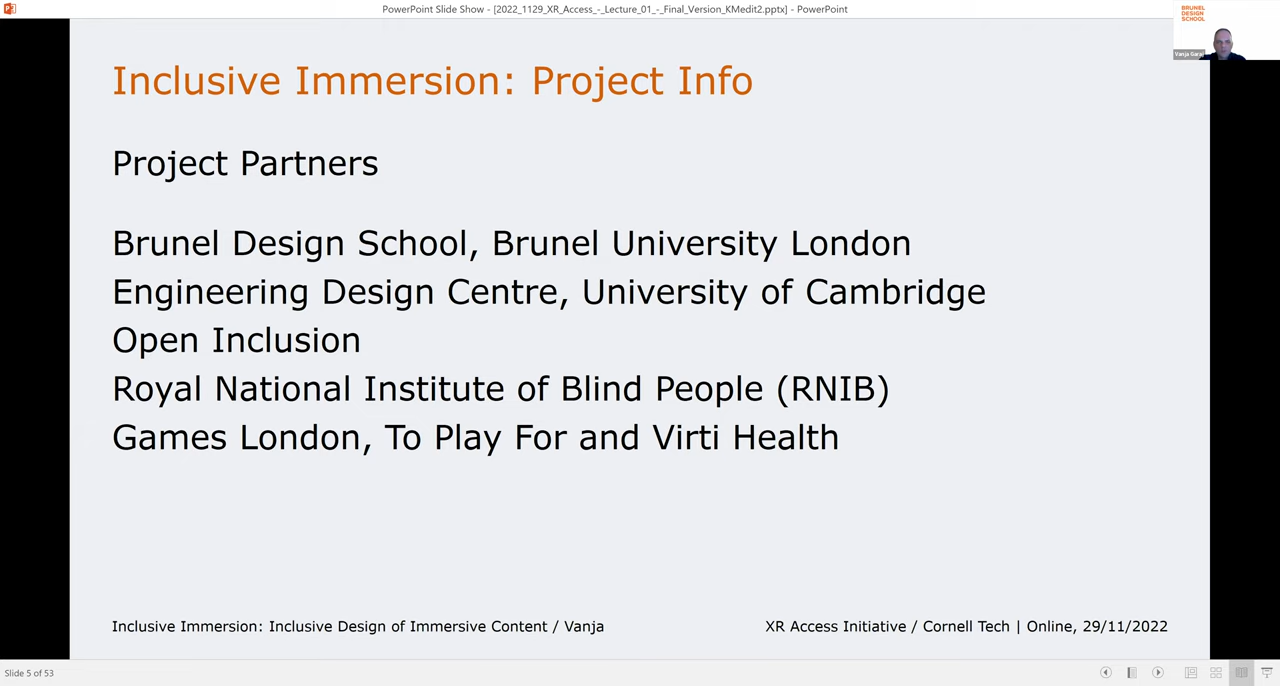 PowerPoint Slide Show - [2022_1129_XR_Access_-_Lecture_01_-_Final_Version_KMedit2.pptx] - PowerPoint
BRUNEL
DESIGN
SCHOOL
Inclusive Immersion: Project Info
Project Partners
Brunel Design School, Brunel University London
Engineering Design Centre, University of Cambridge
Open Inclusion
Royal National Institute of Blind People (RNIB)
Games London, To Play For and Virti Health
Inclusive Immersion: Inclusive Design of Immersive Content / Vanja
XR Access Initiative / Cornell Tech | Online, 29/11/2022
Slide 5 of 53